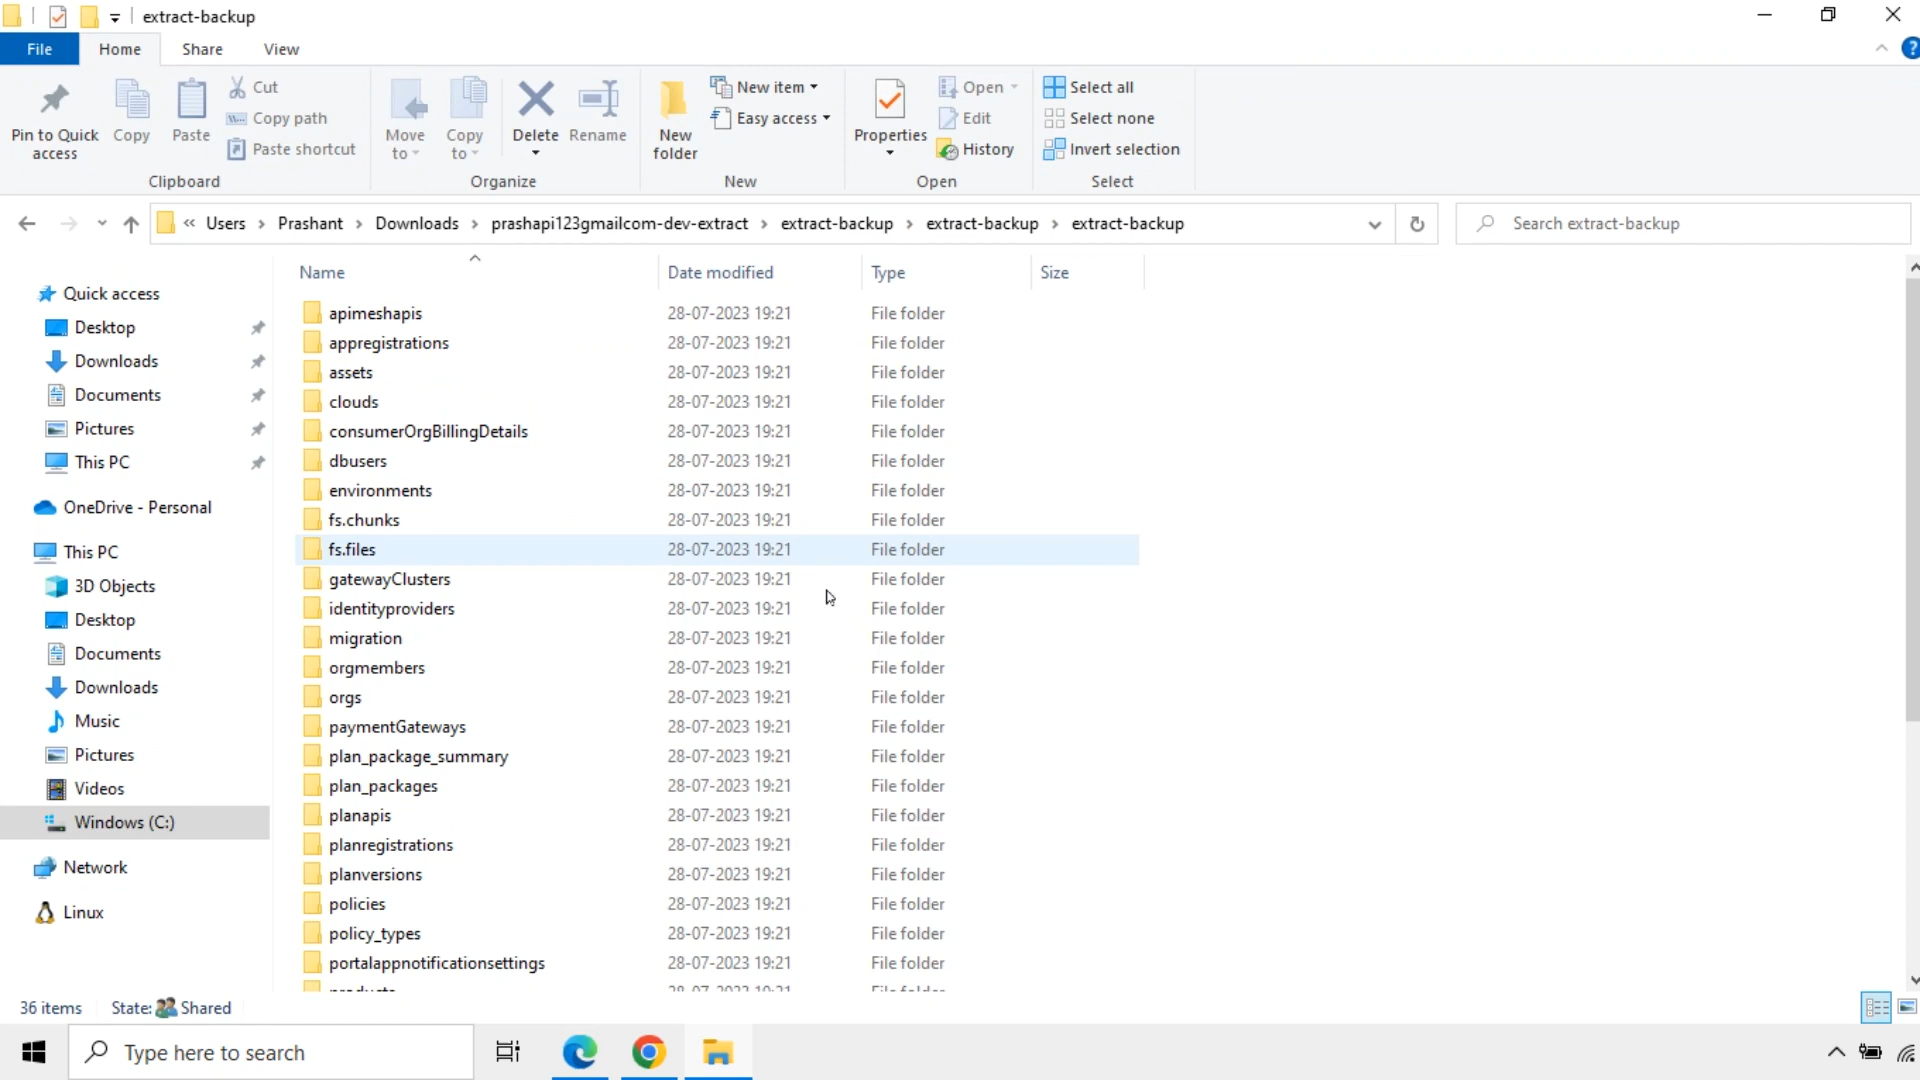 extract-backup
File Home Share View
Pin to Quick access
Copy
Paste
Cut
Copy path
Paste shortcut
Clipboard
Move to
Copy to
Delete
Rename
Organize
New folder
New item
Easy access
New
Properties
Open
Edit
History
Open
Select all
Select none
Invert selection
Select
« Users > Prashant > Downloads > prashapi123gmailcom-dev-extract > extract-backup > extract-backup > extract-backup
Search extract-backup
Quick access
Desktop
Downloads
Documents
Pictures
This PC
OneDrive - Personal
This PC
3D Objects
Desktop
Documents
Downloads
Music
Pictures
Videos
Windows (C:)
Network
Linux
Name Date modified Type Size
apimeshapis 28-07-2023 19:21 File folder
appregistrations 28-07-2023 19:21 File folder
assets 28-07-2023 19:21 File folder
clouds 28-07-2023 19:21 File folder
consumerOrgBillingDetails 28-07-2023 19:21 File folder
dbusers 28-07-2023 19:21 File folder
environments 28-07-2023 19:21 File folder
fs.chunks 28-07-2023 19:21 File folder
fs.files 28-07-2023 19:21 File folder
gatewayClusters 28-07-2023 19:21 File folder
identityproviders 28-07-2023 19:21 File folder
migration 28-07-2023 19:21 File folder
orgmembers 28-07-2023 19:21 File folder
orgs 28-07-2023 19:21 File folder
paymentGateways 28-07-2023 19:21 File folder
plan_package_summary 28-07-2023 19:21 File folder
plan_packages 28-07-2023 19:21 File folder
planapis 28-07-2023 19:21 File folder
planregistrations 28-07-2023 19:21 File folder
planversions 28-07-2023 19:21 File folder
policies 28-07-2023 19:21 File folder
policy_types 28-07-2023 19:21 File folder
portalappnotificationsettings 28-07-2023 19:21 File folder
36 items State: Shared
Type here to search